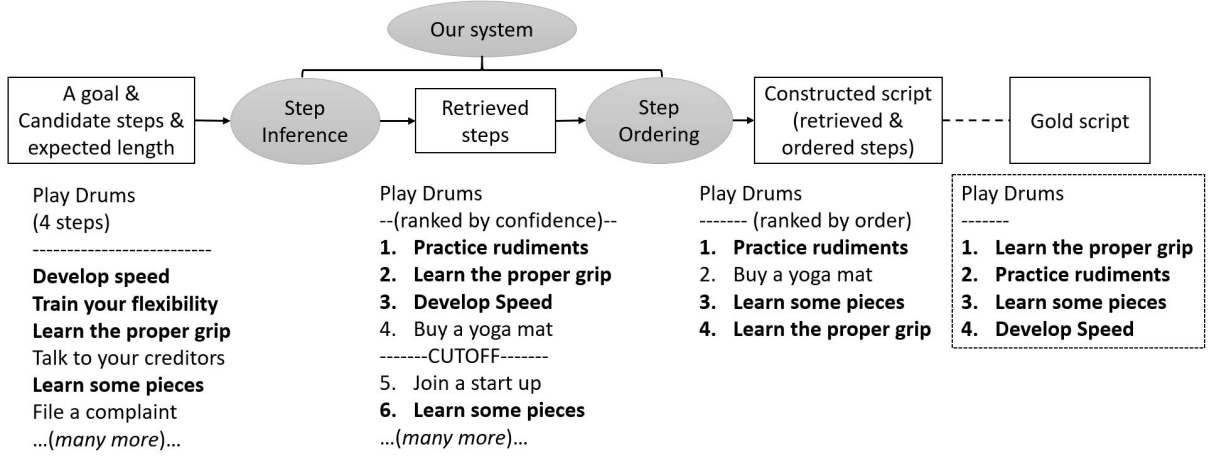 Our system
A goal &
Candidate steps &
expected length
Step
Inference
Retrieved
steps
Step
Ordering
Constructed script
(retrieved &
ordered steps)
Gold script
Play Drums
(4 steps)
--------------------------
Develop speed
Train your flexibility
Learn the proper grip
Talk to your creditors
Learn some pieces
File a complaint
...(many more)...
Play Drums
--(ranked by confidence)--
1. Practice rudiments
2. Learn the proper grip
3. Develop Speed
4. Buy a yoga mat
-------CUTOFF-------
5. Join a start up
6. Learn some pieces
...(many more)...
Play Drums
------- (ranked by order)
1. Practice rudiments
2. Buy a yoga mat
3. Learn some pieces
4. Learn the proper grip
Play Drums
-------
1. Learn the proper grip
2. Practice rudiments
3. Learn some pieces
4. Develop Speed